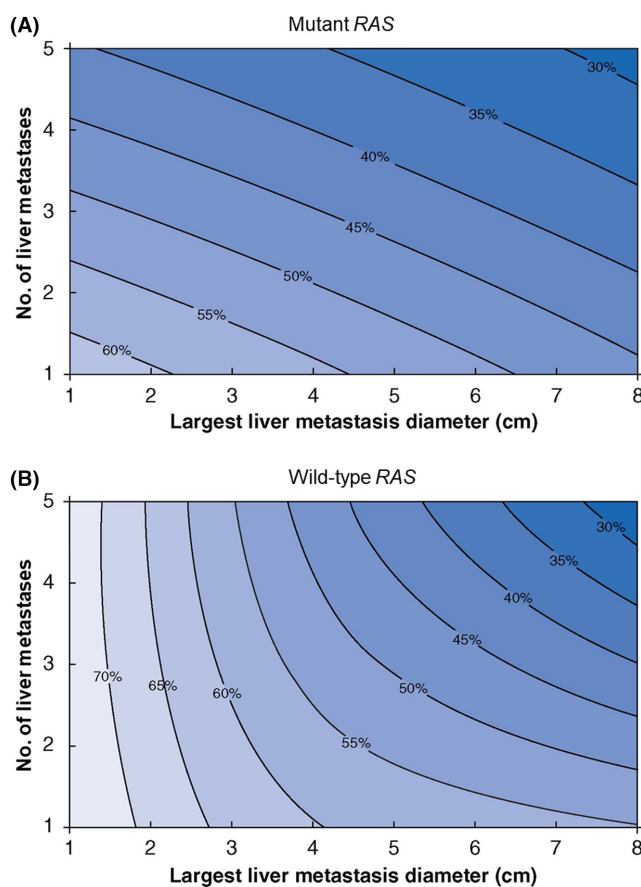 (A)
Mutant RAS
5
4
3
2
1
No. of liver metastases
30%
35%
40%
45%
50%
55%
60%
1 2 3 4 5 6 7 8
Largest liver metastasis diameter (cm)
(B)
Wild-type RAS
5
4
3
2
1
No. of liver metastases
30%
35%
40%
45%
50%
55%
60%
65%
70%
1 2 3 4 5 6 7 8
Largest liver metastasis diameter (cm)